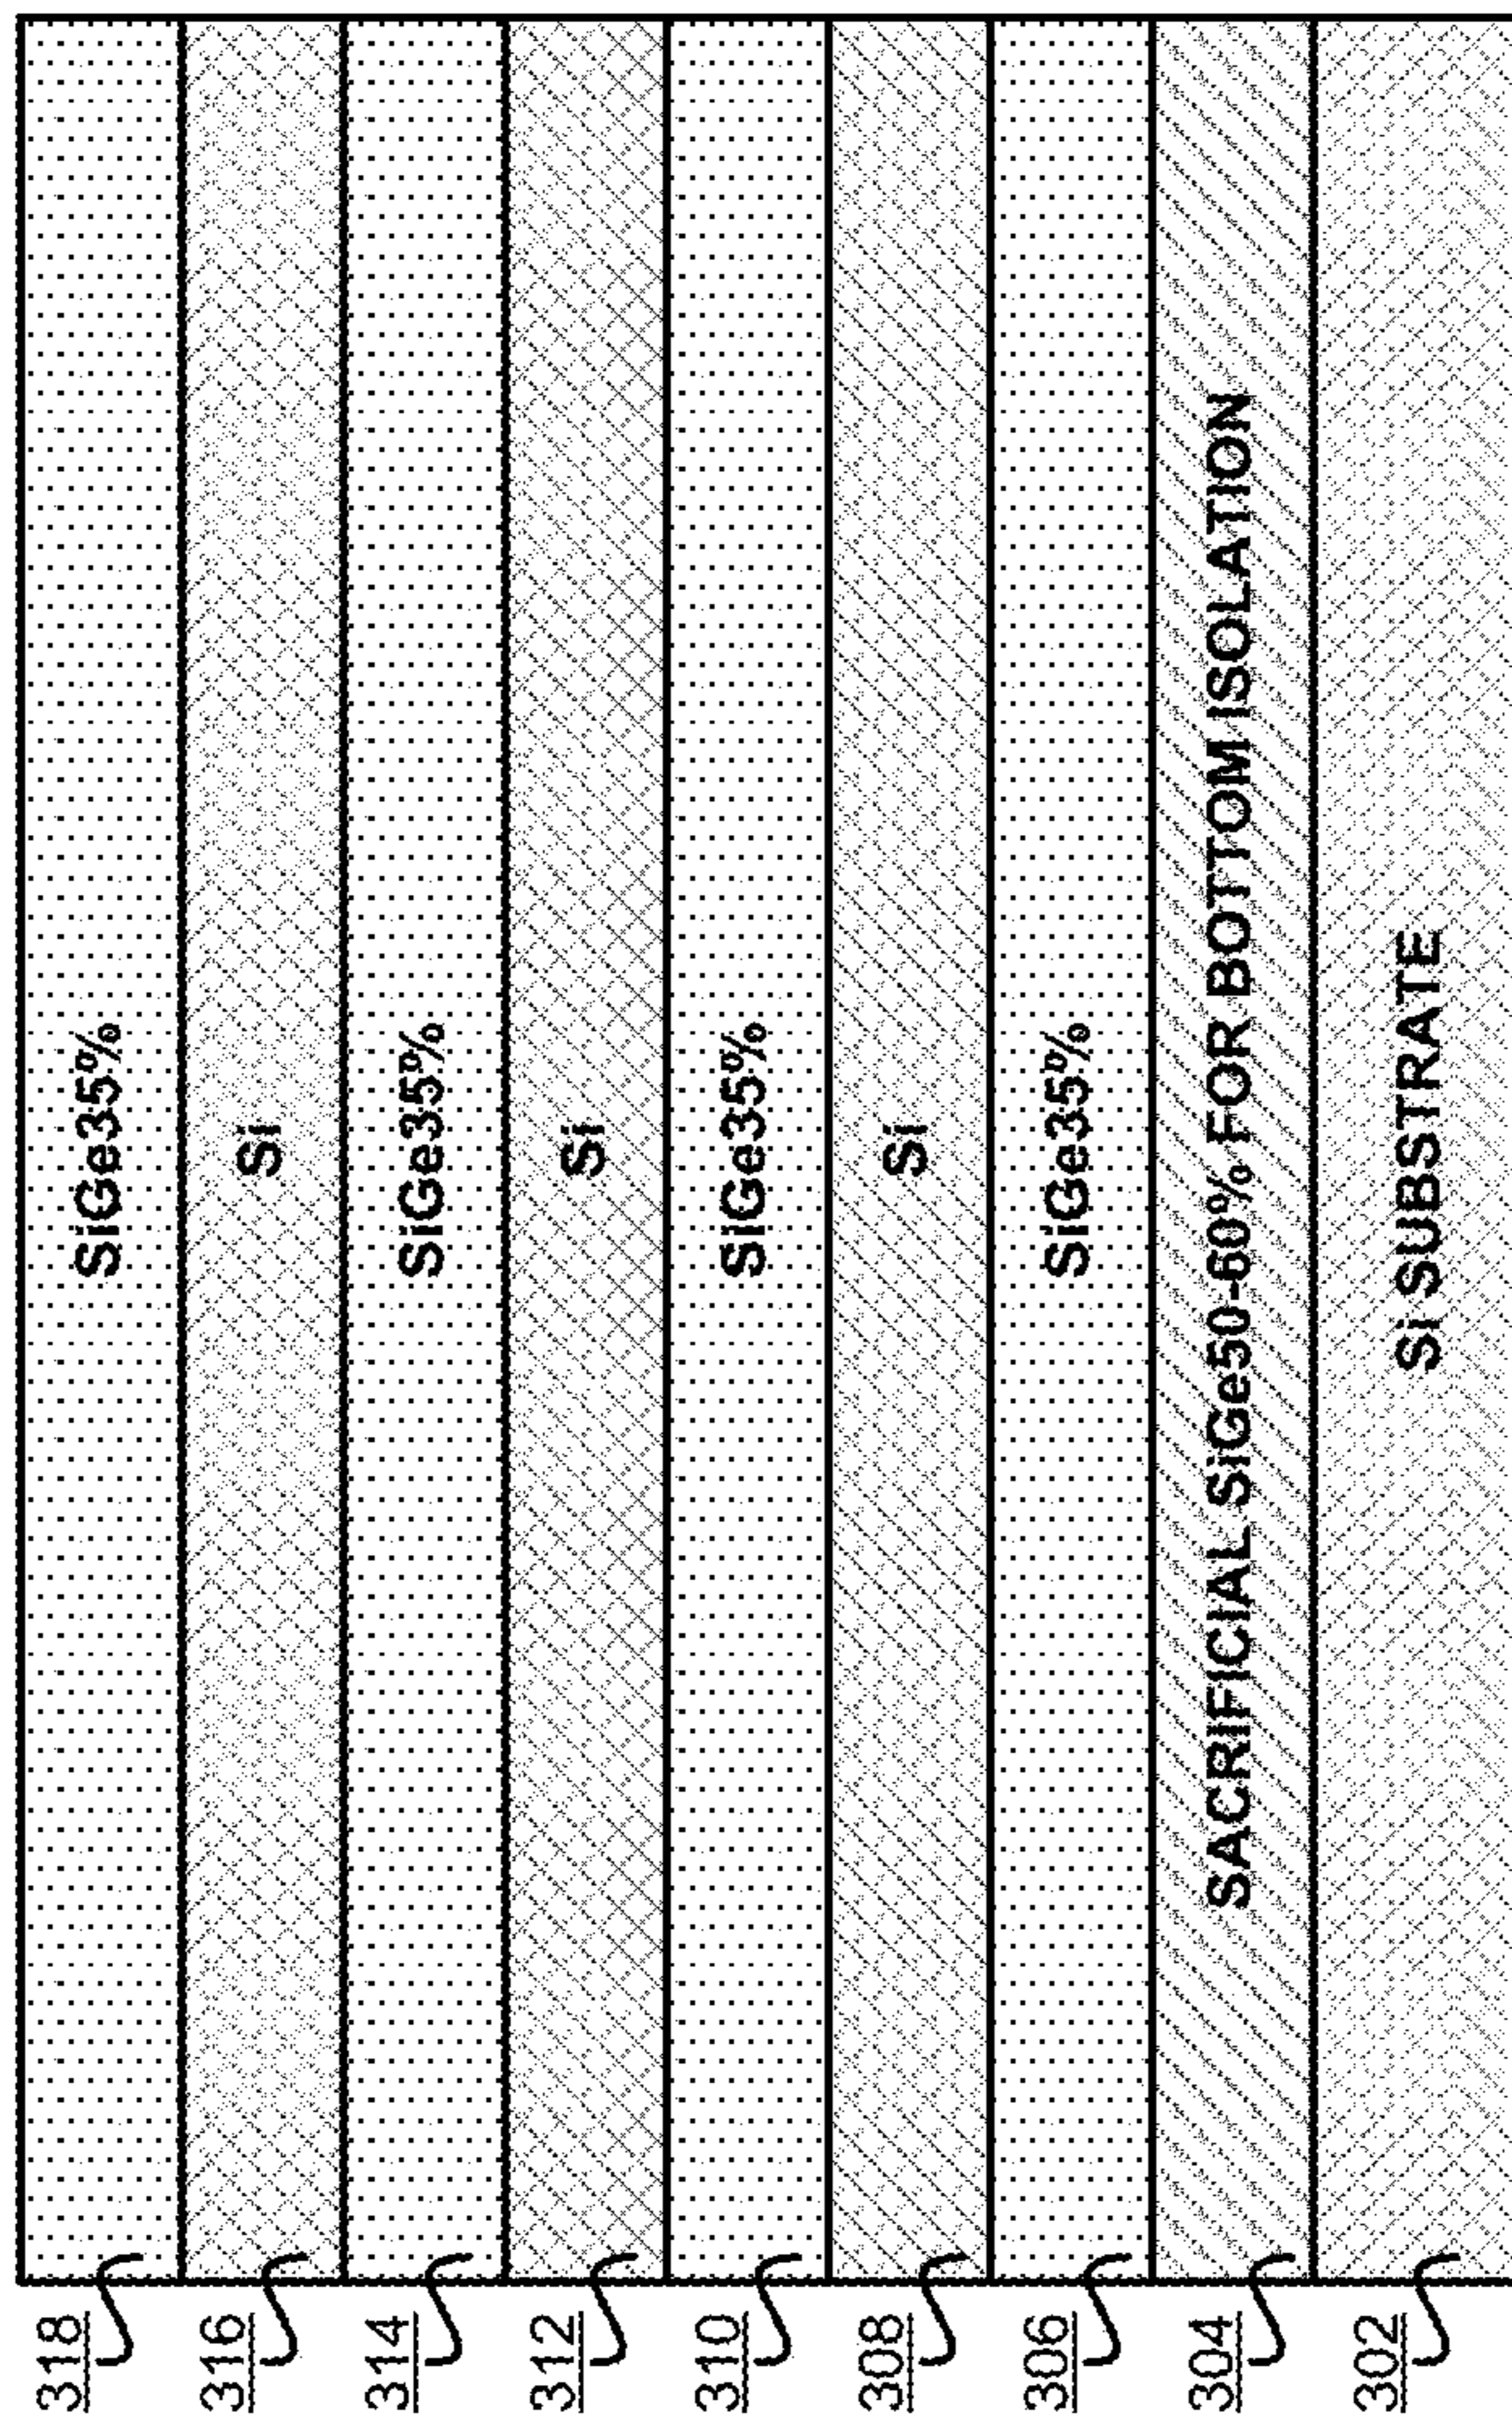 318
SiGe35%
316
Si
314
SiGe35%
312
Si
310
SiGe35%
308
Si
306
SiGe35%
304
SACRIFICIAL SiGe50-60% FOR BOTTOM ISOLATION
302
Si SUBSTRATE